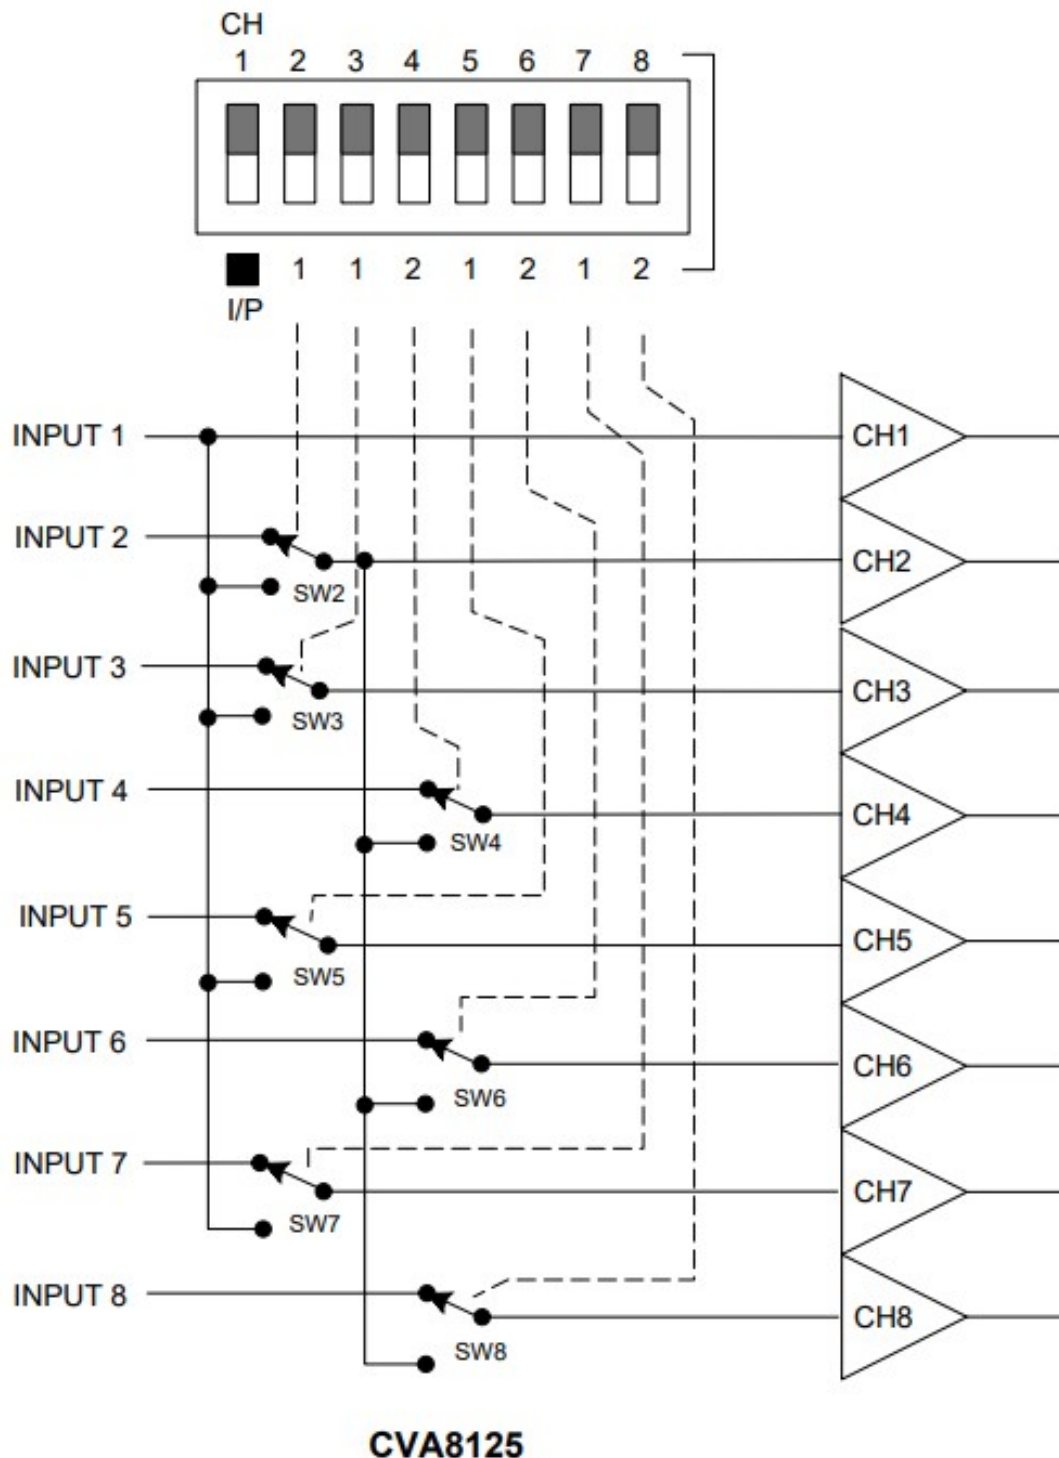 CH
1 2 3 4 5 6 7 8
1 1 2 1 2 1 2
I/P
INPUT 1
CH1
INPUT 2
SW2
CH2
INPUT 3
SW3
CH3
INPUT 4
SW4
CH4
INPUT 5
SW5
CH5
INPUT 6
SW6
CH6
INPUT 7
SW7
CH7
INPUT 8
SW8
CH8
CVA8125